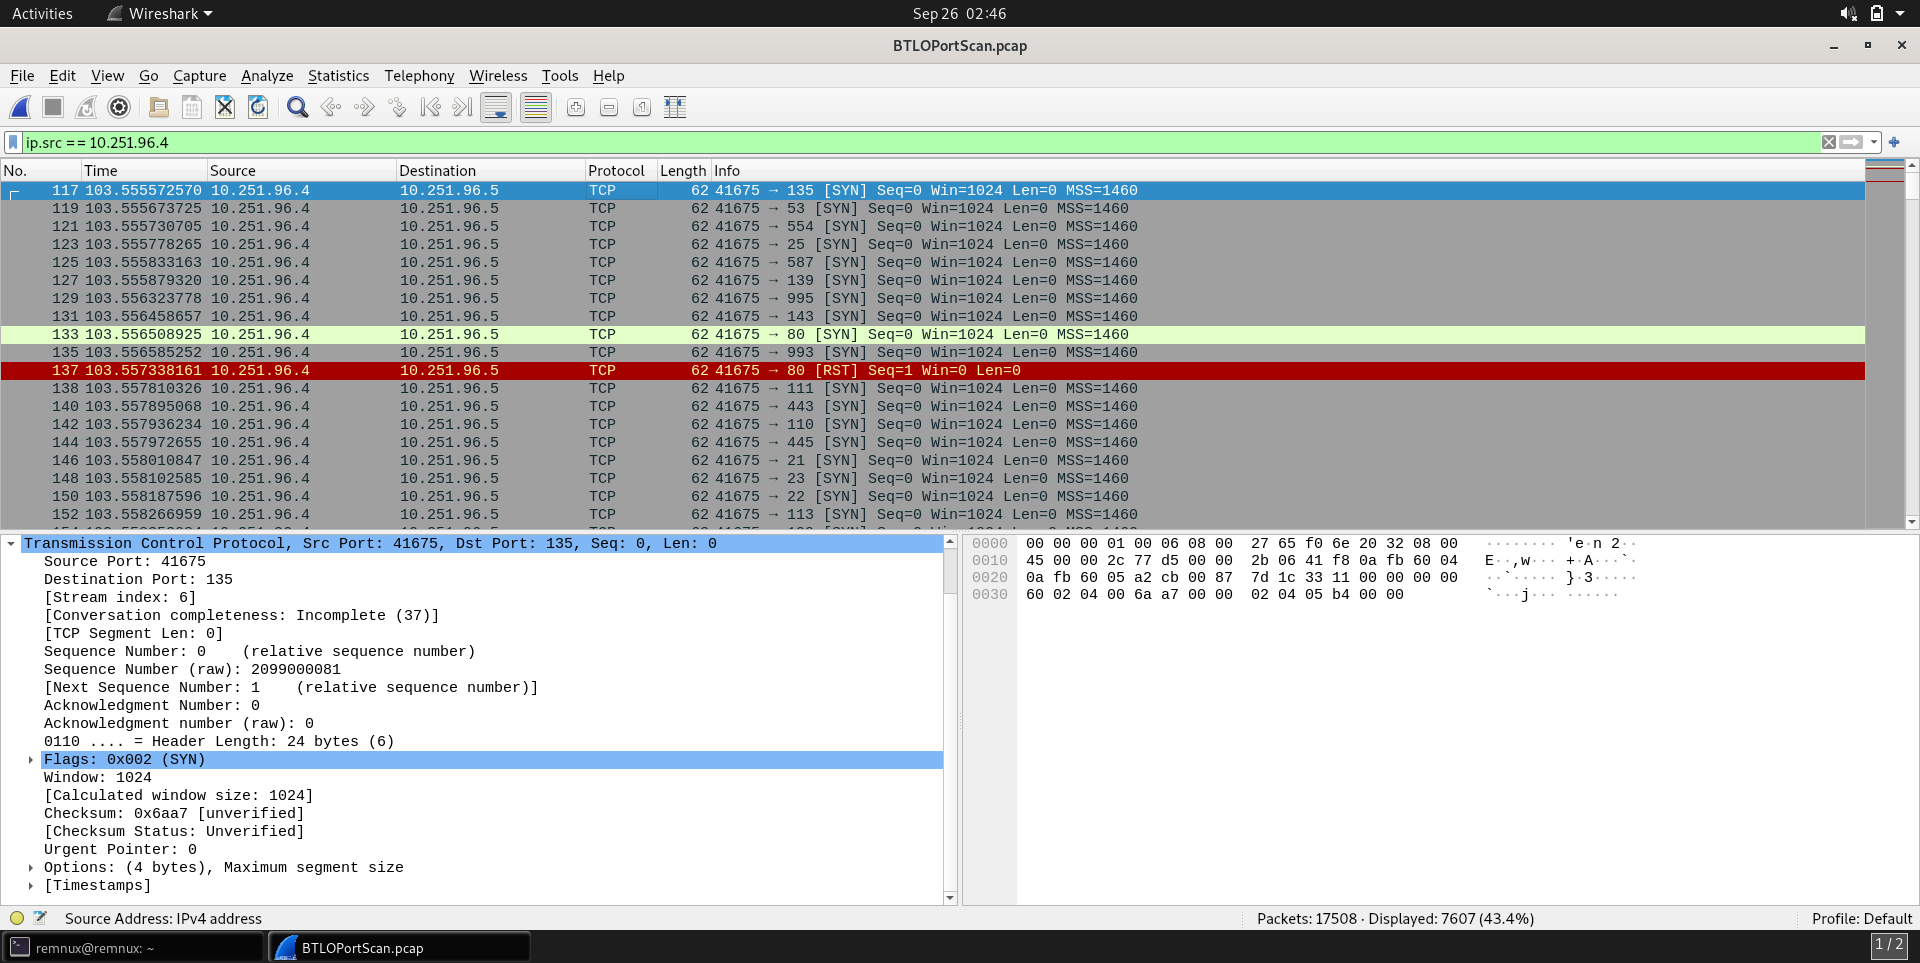 Activities Wireshark Sep 26 02:46
BTLOPortScan.pcap
File Edit View Go Capture Analyze Statistics Telephony Wireless Tools Help
ip.src == 10.251.96.4
No. Time Source Destination Protocol Length Info
117 103.555572570 10.251.96.4 10.251.96.5 TCP 62 41675 → 135 [SYN] Seq=0 Win=1024 Len=0 MSS=1460
119 103.555673725 10.251.96.4 10.251.96.5 TCP 62 41675 → 53 [SYN] Seq=0 Win=1024 Len=0 MSS=1460
121 103.555730705 10.251.96.4 10.251.96.5 TCP 62 41675 → 554 [SYN] Seq=0 Win=1024 Len=0 MSS=1460
123 103.555778265 10.251.96.4 10.251.96.5 TCP 62 41675 → 25 [SYN] Seq=0 Win=1024 Len=0 MSS=1460
125 103.555833163 10.251.96.4 10.251.96.5 TCP 62 41675 → 587 [SYN] Seq=0 Win=1024 Len=0 MSS=1460
127 103.555879320 10.251.96.4 10.251.96.5 TCP 62 41675 → 139 [SYN] Seq=0 Win=1024 Len=0 MSS=1460
129 103.556323778 10.251.96.4 10.251.96.5 TCP 62 41675 → 995 [SYN] Seq=0 Win=1024 Len=0 MSS=1460
131 103.556458657 10.251.96.4 10.251.96.5 TCP 62 41675 → 143 [SYN] Seq=0 Win=1024 Len=0 MSS=1460
133 103.556508925 10.251.96.4 10.251.96.5 TCP 62 41675 → 80 [SYN] Seq=0 Win=1024 Len=0 MSS=1460
135 103.556585252 10.251.96.4 10.251.96.5 TCP 62 41675 → 993 [SYN] Seq=0 Win=1024 Len=0 MSS=1460
137 103.557338161 10.251.96.4 10.251.96.5 TCP 62 41675 → 80 [RST] Seq=1 Win=0 Len=0
138 103.557810326 10.251.96.4 10.251.96.5 TCP 62 41675 → 111 [SYN] Seq=0 Win=1024 Len=0 MSS=1460
140 103.557895068 10.251.96.4 10.251.96.5 TCP 62 41675 → 443 [SYN] Seq=0 Win=1024 Len=0 MSS=1460
142 103.557936234 10.251.96.4 10.251.96.5 TCP 62 41675 → 110 [SYN] Seq=0 Win=1024 Len=0 MSS=1460
144 103.557972655 10.251.96.4 10.251.96.5 TCP 62 41675 → 445 [SYN] Seq=0 Win=1024 Len=0 MSS=1460
146 103.558010847 10.251.96.4 10.251.96.5 TCP 62 41675 → 21 [SYN] Seq=0 Win=1024 Len=0 MSS=1460
148 103.558102585 10.251.96.4 10.251.96.5 TCP 62 41675 → 23 [SYN] Seq=0 Win=1024 Len=0 MSS=1460
150 103.558187596 10.251.96.4 10.251.96.5 TCP 62 41675 → 22 [SYN] Seq=0 Win=1024 Len=0 MSS=1460
152 103.558266959 10.251.96.4 10.251.96.5 TCP 62 41675 → 113 [SYN] Seq=0 Win=1024 Len=0 MSS=1460
Transmission Control Protocol, Src Port: 41675, Dst Port: 135, Seq: 0, Len: 0
Source Port: 41675
Destination Port: 135
[Stream index: 6]
[Conversation completeness: Incomplete (37)]
[TCP Segment Len: 0]
Sequence Number: 0 (relative sequence number)
Sequence Number (raw): 2099000081
[Next Sequence Number: 1 (relative sequence number)]
Acknowledgment Number: 0
Acknowledgment number (raw): 0
0110 .... = Header Length: 24 bytes (6)
Flags: 0x002 (SYN)
Window: 1024
[Calculated window size: 1024]
Checksum: 0x6aa7 [unverified]
[Checksum Status: Unverified]
Urgent Pointer: 0
Options: (4 bytes), Maximum segment size
[Timestamps]
0000 00 00 00 01 00 06 08 00 27 65 f0 6e 20 32 08 00 ········ 'e·n 2··
0010 45 00 00 2c 77 d5 00 00 2b 06 41 f8 0a fb 60 04 E··,w··· +·A···`·
0020 0a fb 60 05 a2 cb 00 87 7d 1c 33 11 00 00 00 00 ··`····· }·3·····
0030 60 02 04 00 6a a7 00 00 02 04 05 b4 00 00 `···j··· ······
Source Address: IPv4 address Packets: 17508 · Displayed: 7607 (43.4%) Profile: Default
remnux@remnux: ~ BTLOPortScan.pcap 1 / 2